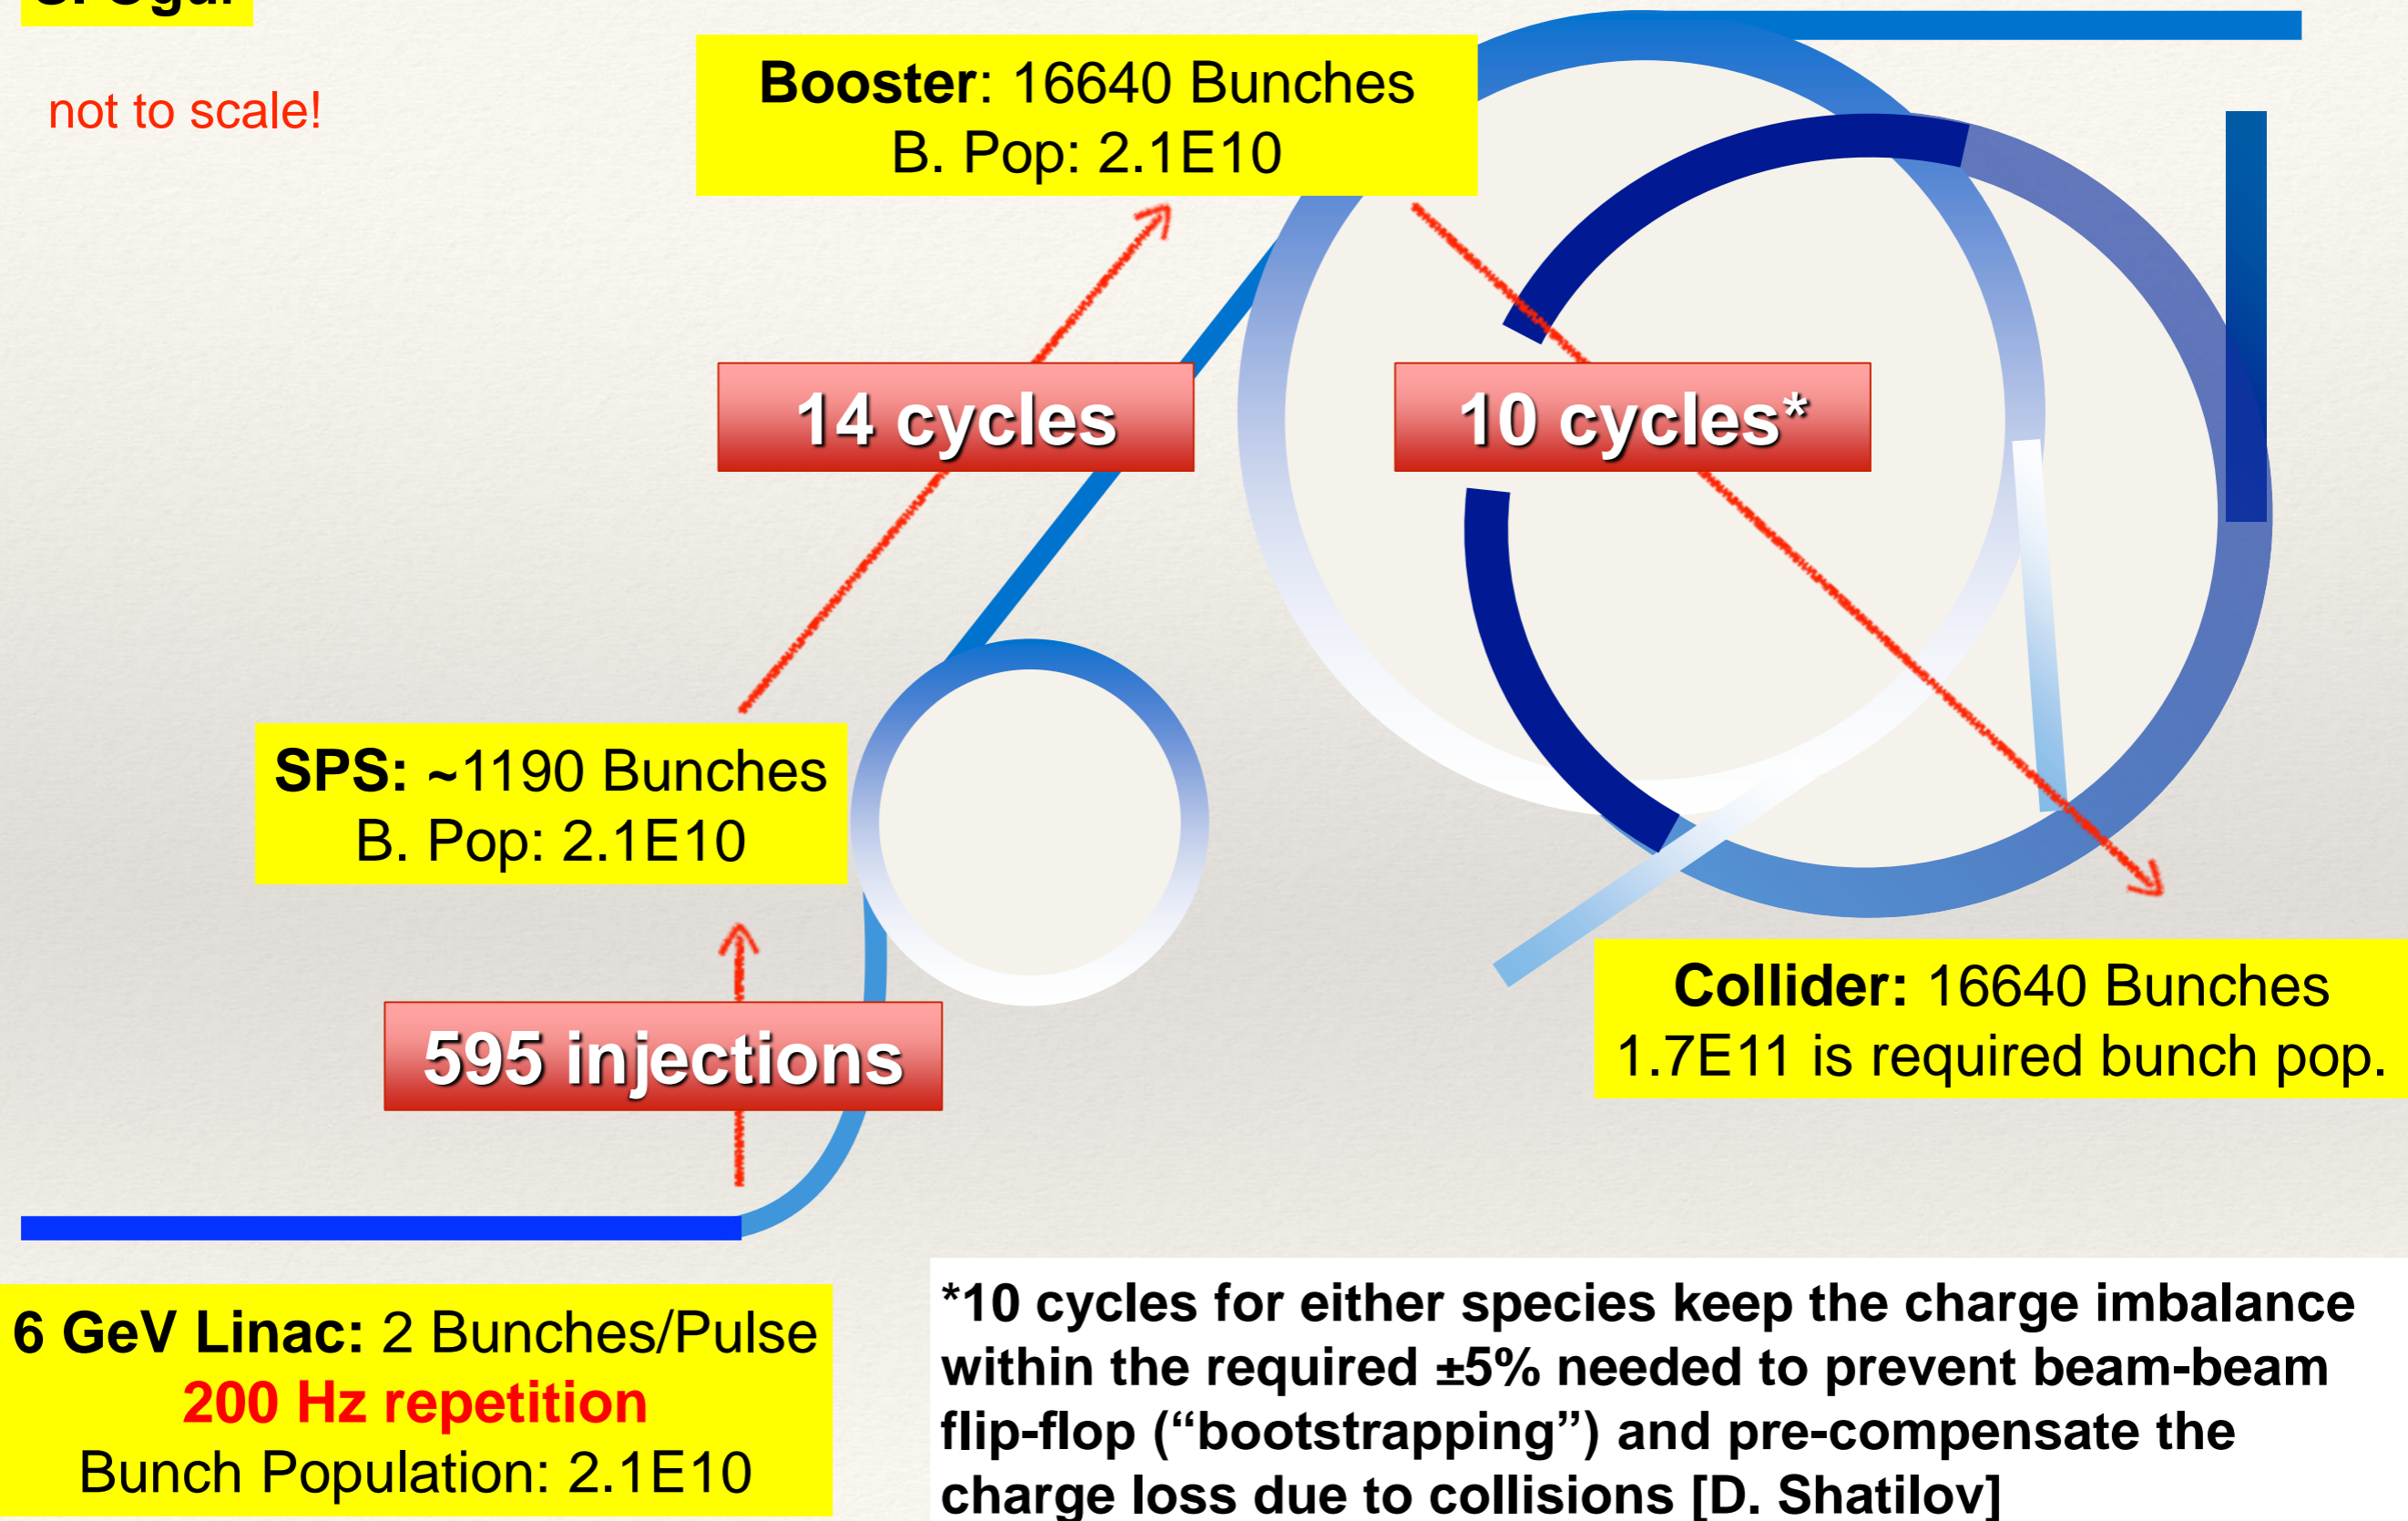 not to scale!
Booster: 16640 Bunches
B. Pop: 2.1E10
14 cycles
10 cycles*
SPS: ~1190 Bunches
B. Pop: 2.1E10
595 injections
Collider: 16640 Bunches
1.7E11 is required bunch pop.
6 GeV Linac: 2 Bunches/Pulse
200 Hz repetition
Bunch Population: 2.1E10
*10 cycles for either species keep the charge imbalance
within the required ±5% needed to prevent beam-beam
flip-flop (“bootstrapping”) and pre-compensate the
charge loss due to collisions [D. Shatilov]